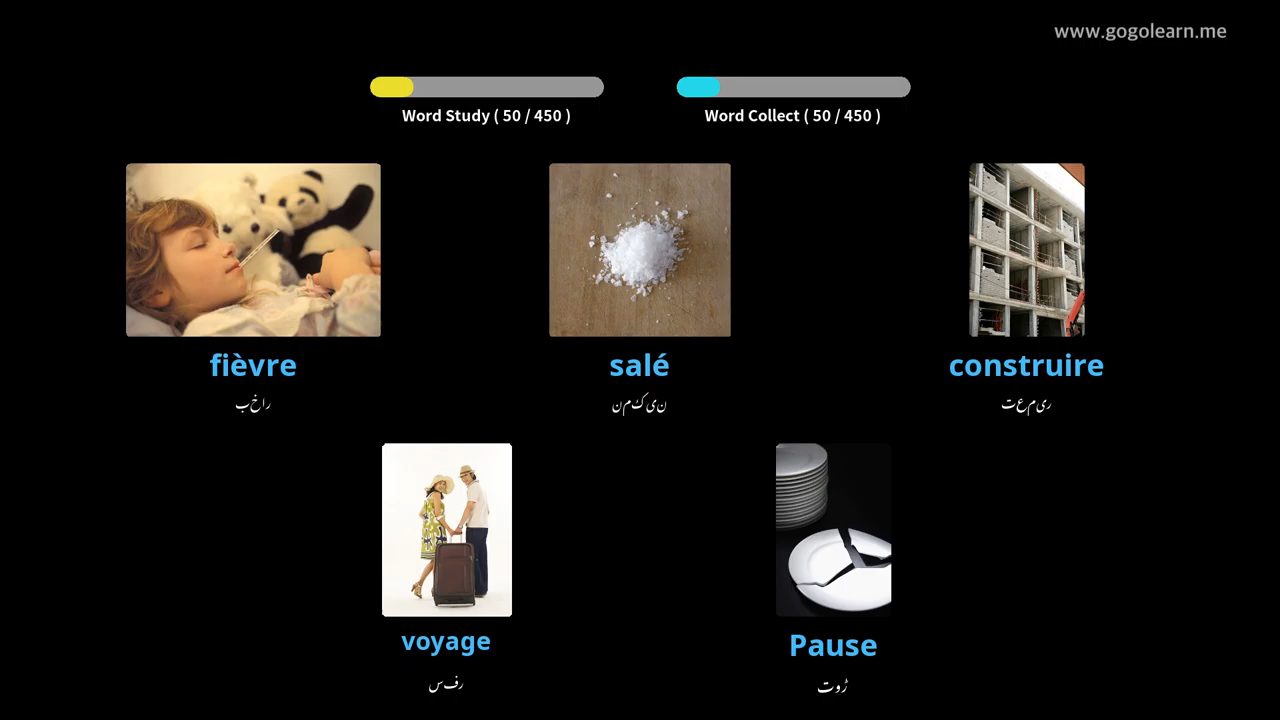 www.gogolearn.me
Word Study ( 50 / 450 )
Word Collect ( 50 / 450 )
fièvre
راخب
salé
نیکمن
construire
ریمعت
voyage
رفس
Pause
ڑوت